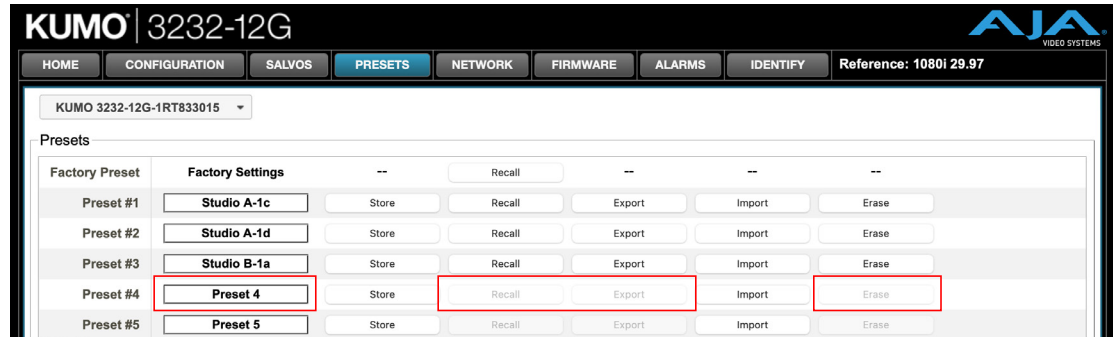 KUMO® 3232-12G
AJA®
VIDEO SYSTEMS
HOME CONFIGURATION SALVOS PRESETS NETWORK FIRMWARE ALARMS IDENTIFY Reference: 1080i 29.97
KUMO 3232-12G-1RT833015
Presets
Factory Preset Factory Settings -- Recall -- -- --
Preset #1 Studio A-1c Store Recall Export Import Erase
Preset #2 Studio A-1d Store Recall Export Import Erase
Preset #3 Studio B-1a Store Recall Export Import Erase
Preset #4 Preset 4 Store Recall Export Import Erase
Preset #5 Preset 5 Store Recall Export Import Erase